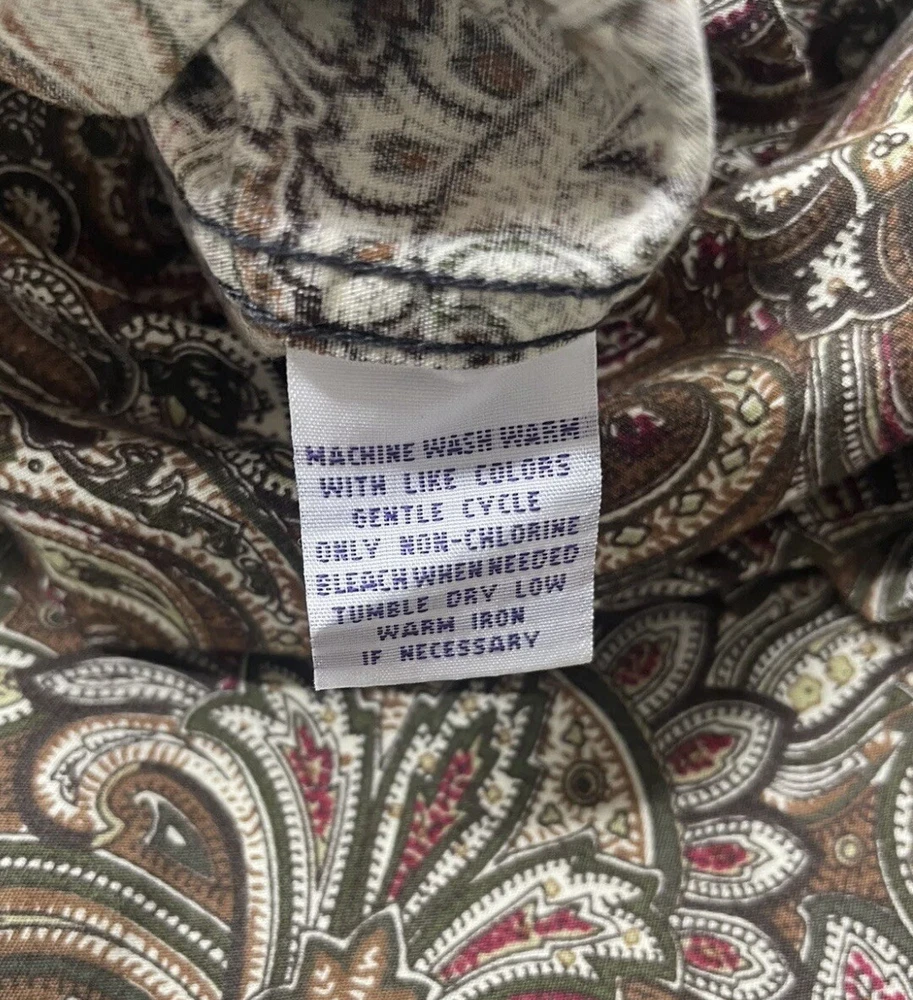 MACHINE WASH WARM
WITH LIKE COLORS
GENTLE CYCLE
ONLY NON-CHLORINE
BLEACH WHEN NEEDED
TUMBLE DRY LOW
WARM IRON
IF NECESSARY